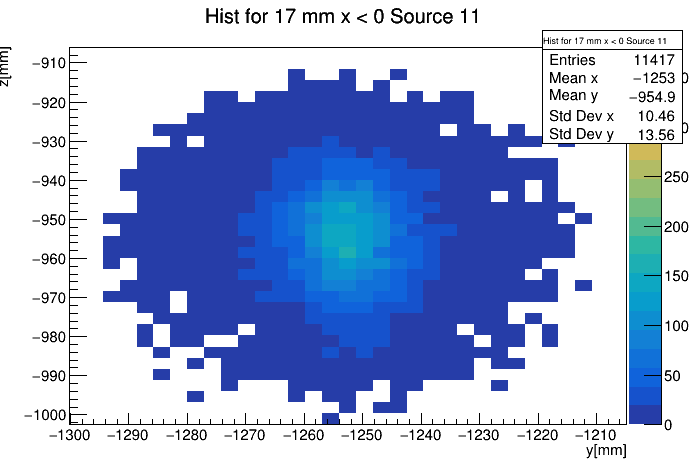 Hist for 17 mm x < 0 Source 11
z[mm]
Hist for 17 mm x < 0 Source 11
Entries 11417
Mean x −1253
Mean y −954.9
Std Dev x 10.46
Std Dev y 13.56
−910
−920
−930
−940
−950
−960
−970
−980
−990
−1000
−1300 −1290 −1280 −1270 −1260 −1250 −1240 −1230 −1220 −1210
y[mm]
250
200
150
100
50
0